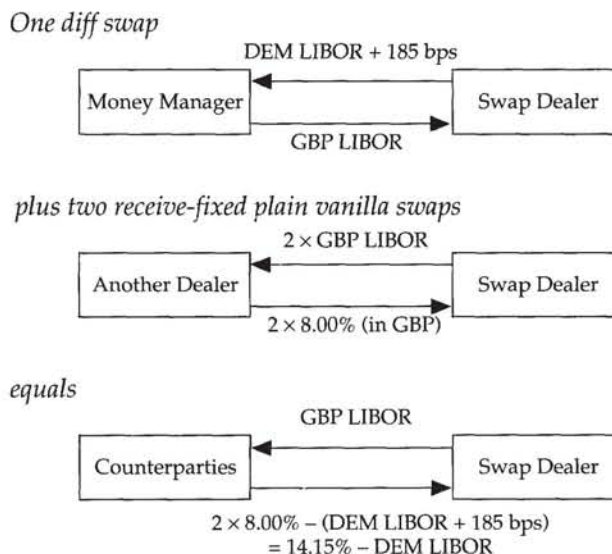 One diff swap
DEM LIBOR + 185 bps
Money Manager
Swap Dealer
GBP LIBOR
plus two receive-fixed plain vanilla swaps
2 × GBP LIBOR
Another Dealer
Swap Dealer
2 × 8.00% (in GBP)
equals
GBP LIBOR
Counterparties
Swap Dealer
2 × 8.00% – (DEM LIBOR + 185 bps)
= 14.15% – DEM LIBOR